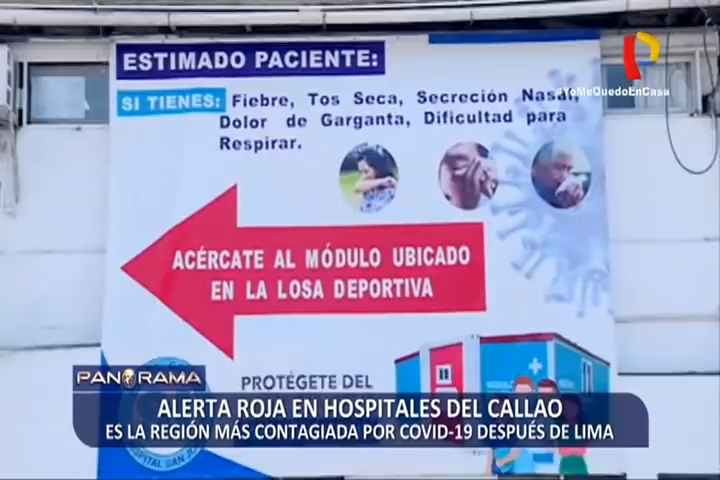 ESTIMADO PACIENTE:
SI TIENES: Fiebre, Tos Seca, Secreción Nasal,
Dolor de Garganta, Dificultad para
Respirar.
#YoMeQuedoEnCasa
ACÉRCATE AL MÓDULO UBICADO
EN LA LOSA DEPORTIVA
PROTÉGETE DEL
PANORAMA
ALERTA ROJA EN HOSPITALES DEL CALLAO
ES LA REGIÓN MÁS CONTAGIADA POR COVID-19 DESPUÉS DE LIMA